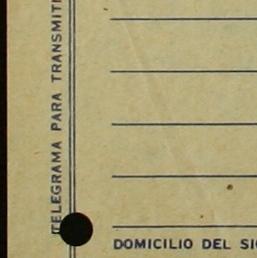 TELEGRAMA PARA TRANSMITI
DOMICILIO DEL SI